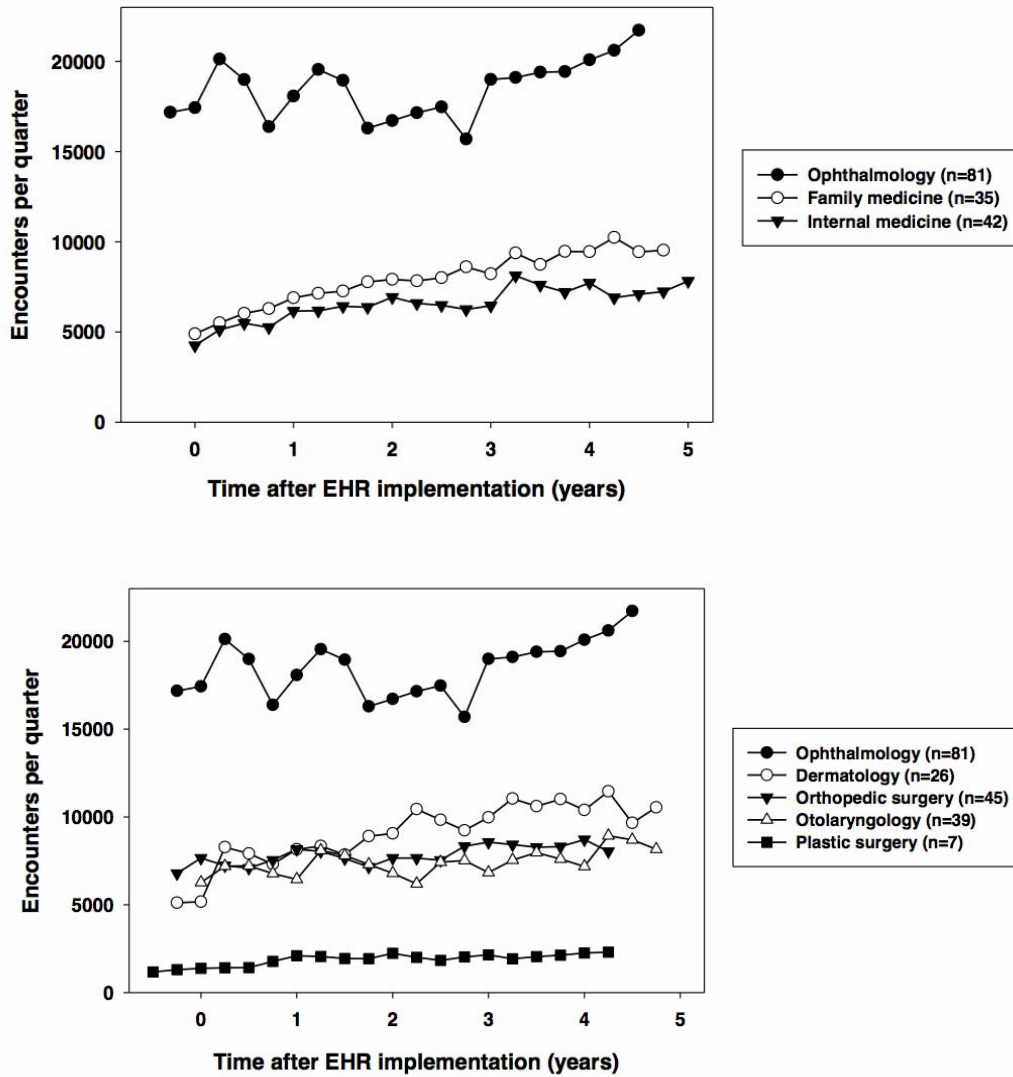 20000
15000
10000
5000
0
Encounters per quarter
0 1 2 3 4 5
Time after EHR implementation (years)
Ophthalmology (n=81)
Family medicine (n=35)
Internal medicine (n=42)
20000
15000
10000
5000
0
Encounters per quarter
0 1 2 3 4 5
Time after EHR implementation (years)
Ophthalmology (n=81)
Dermatology (n=26)
Orthopedic surgery (n=45)
Otolaryngology (n=39)
Plastic surgery (n=7)